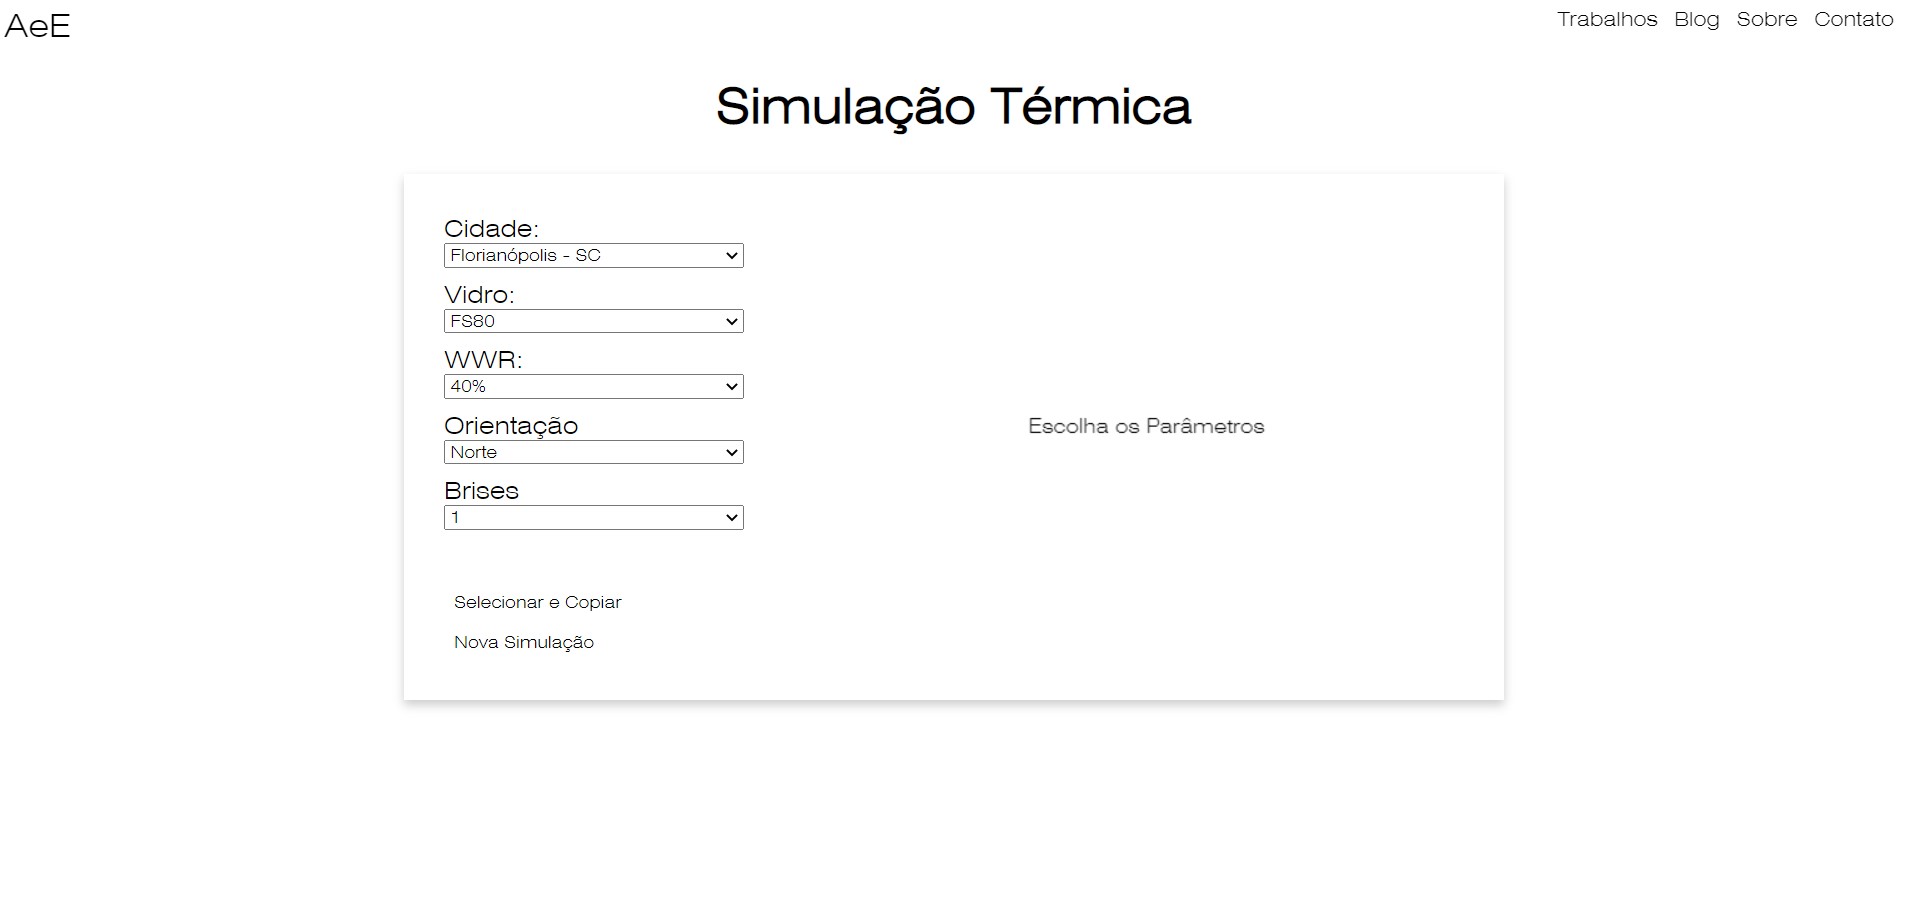 AeE
Trabalhos Blog Sobre Contato
Simulação Térmica
Cidade:
Florianópolis - SC
Vidro:
FS80
WWR:
40%
Orientação
Norte
Brises
1
Escolha os Parâmetros
Selecionar e Copiar
Nova Simulação